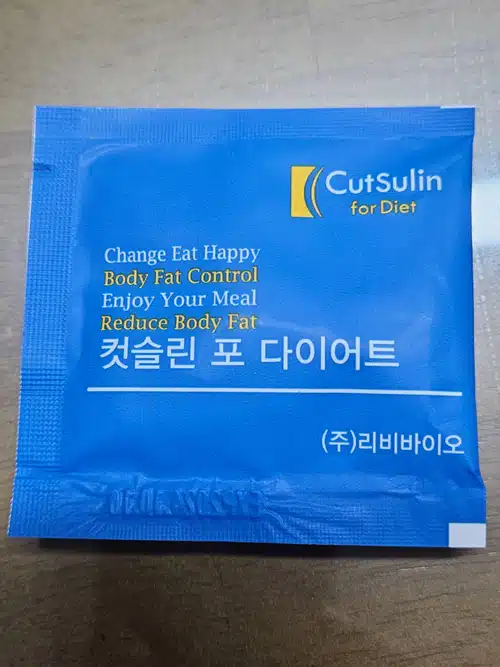 CutSulin
for Diet
Change Eat Happy
Body Fat Control
Enjoy Your Meal
Reduce Body Fat
컷슬린 포 다이어트
(주)리비바이오